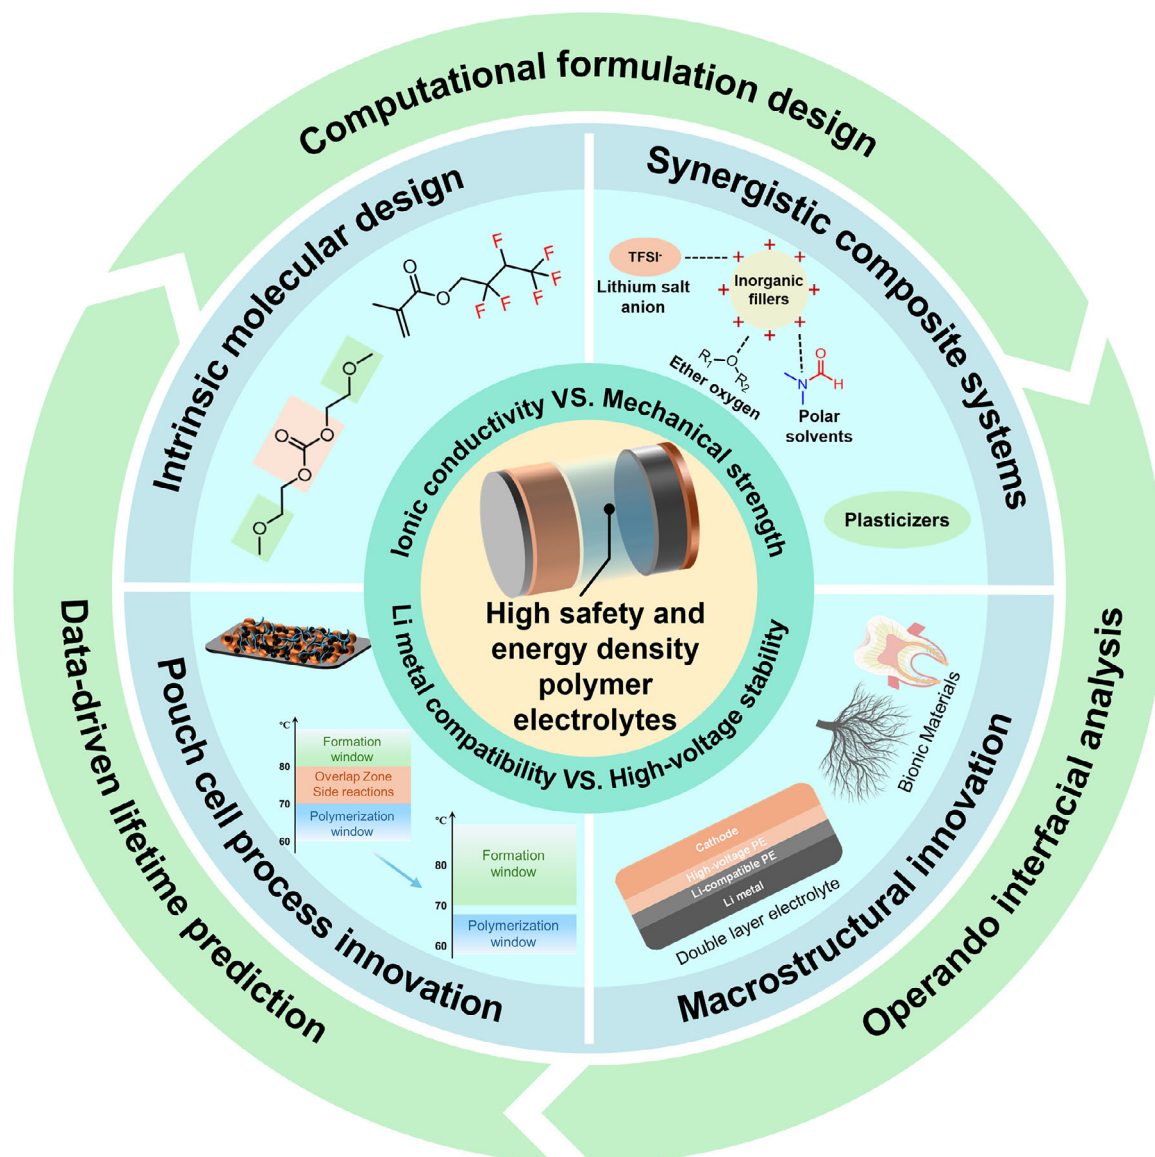 Computational formulation design
Intrinsic molecular design
Synergistic composite systems
F
F
F
F
F
F
F
O
O
O
O
O
O
O
TFSI-
Lithium salt
anion
Inorganic
fillers
+
+
+
+
+
+
+
+
R1
O
R2
Ether oxygen
O
N
H
Polar
solvents
Plasticizers
Ionic conductivity VS. Mechanical strength
High safety and
energy density
polymer
electrolytes
Li metal compatibility VS. High-voltage stability
Data-driven lifetime prediction
Pouch cell process innovation
°C
80
70
60
Formation
window
Overlap Zone
Side reactions
Polymerization
window
°C
80
70
60
Formation
window
Polymerization
window
Bionic Materials
Cathode
High-voltage PE
Li-compatible PE
Li metal
Double layer electrolyte
Macrostructural innovation
Operando interfacial analysis